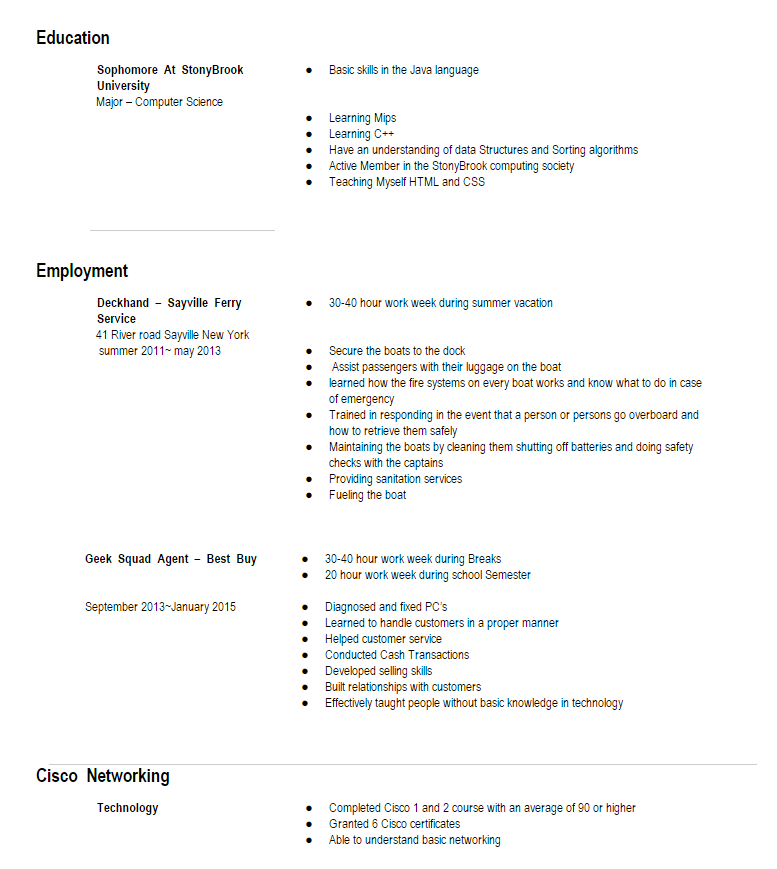 Education
Sophomore At StonyBrook
University
Major – Computer Science
● Basic skills in the Java language
● Learning Mips
● Learning C++
● Have an understanding of data Structures and Sorting algorithms
● Active Member in the StonyBrook computing society
● Teaching Myself HTML and CSS
Employment
Deckhand – Sayville Ferry
Service
41 River road Sayville New York
summer 2011~ may 2013
● 30-40 hour work week during summer vacation
● Secure the boats to the dock
● Assist passengers with their luggage on the boat
● learned how the fire systems on every boat works and know what to do in case
of emergency
● Trained in responding in the event that a person or persons go overboard and
how to retrieve them safely
● Maintaining the boats by cleaning them shutting off batteries and doing safety
checks with the captains
● Providing sanitation services
● Fueling the boat
Geek Squad Agent – Best Buy
● 30-40 hour work week during Breaks
● 20 hour work week during school Semester
September 2013~January 2015
● Diagnosed and fixed PC's
● Learned to handle customers in a proper manner
● Helped customer service
● Conducted Cash Transactions
● Developed selling skills
● Built relationships with customers
● Effectively taught people without basic knowledge in technology
Cisco Networking
Technology
● Completed Cisco 1 and 2 course with an average of 90 or higher
● Granted 6 Cisco certificates
● Able to understand basic networking